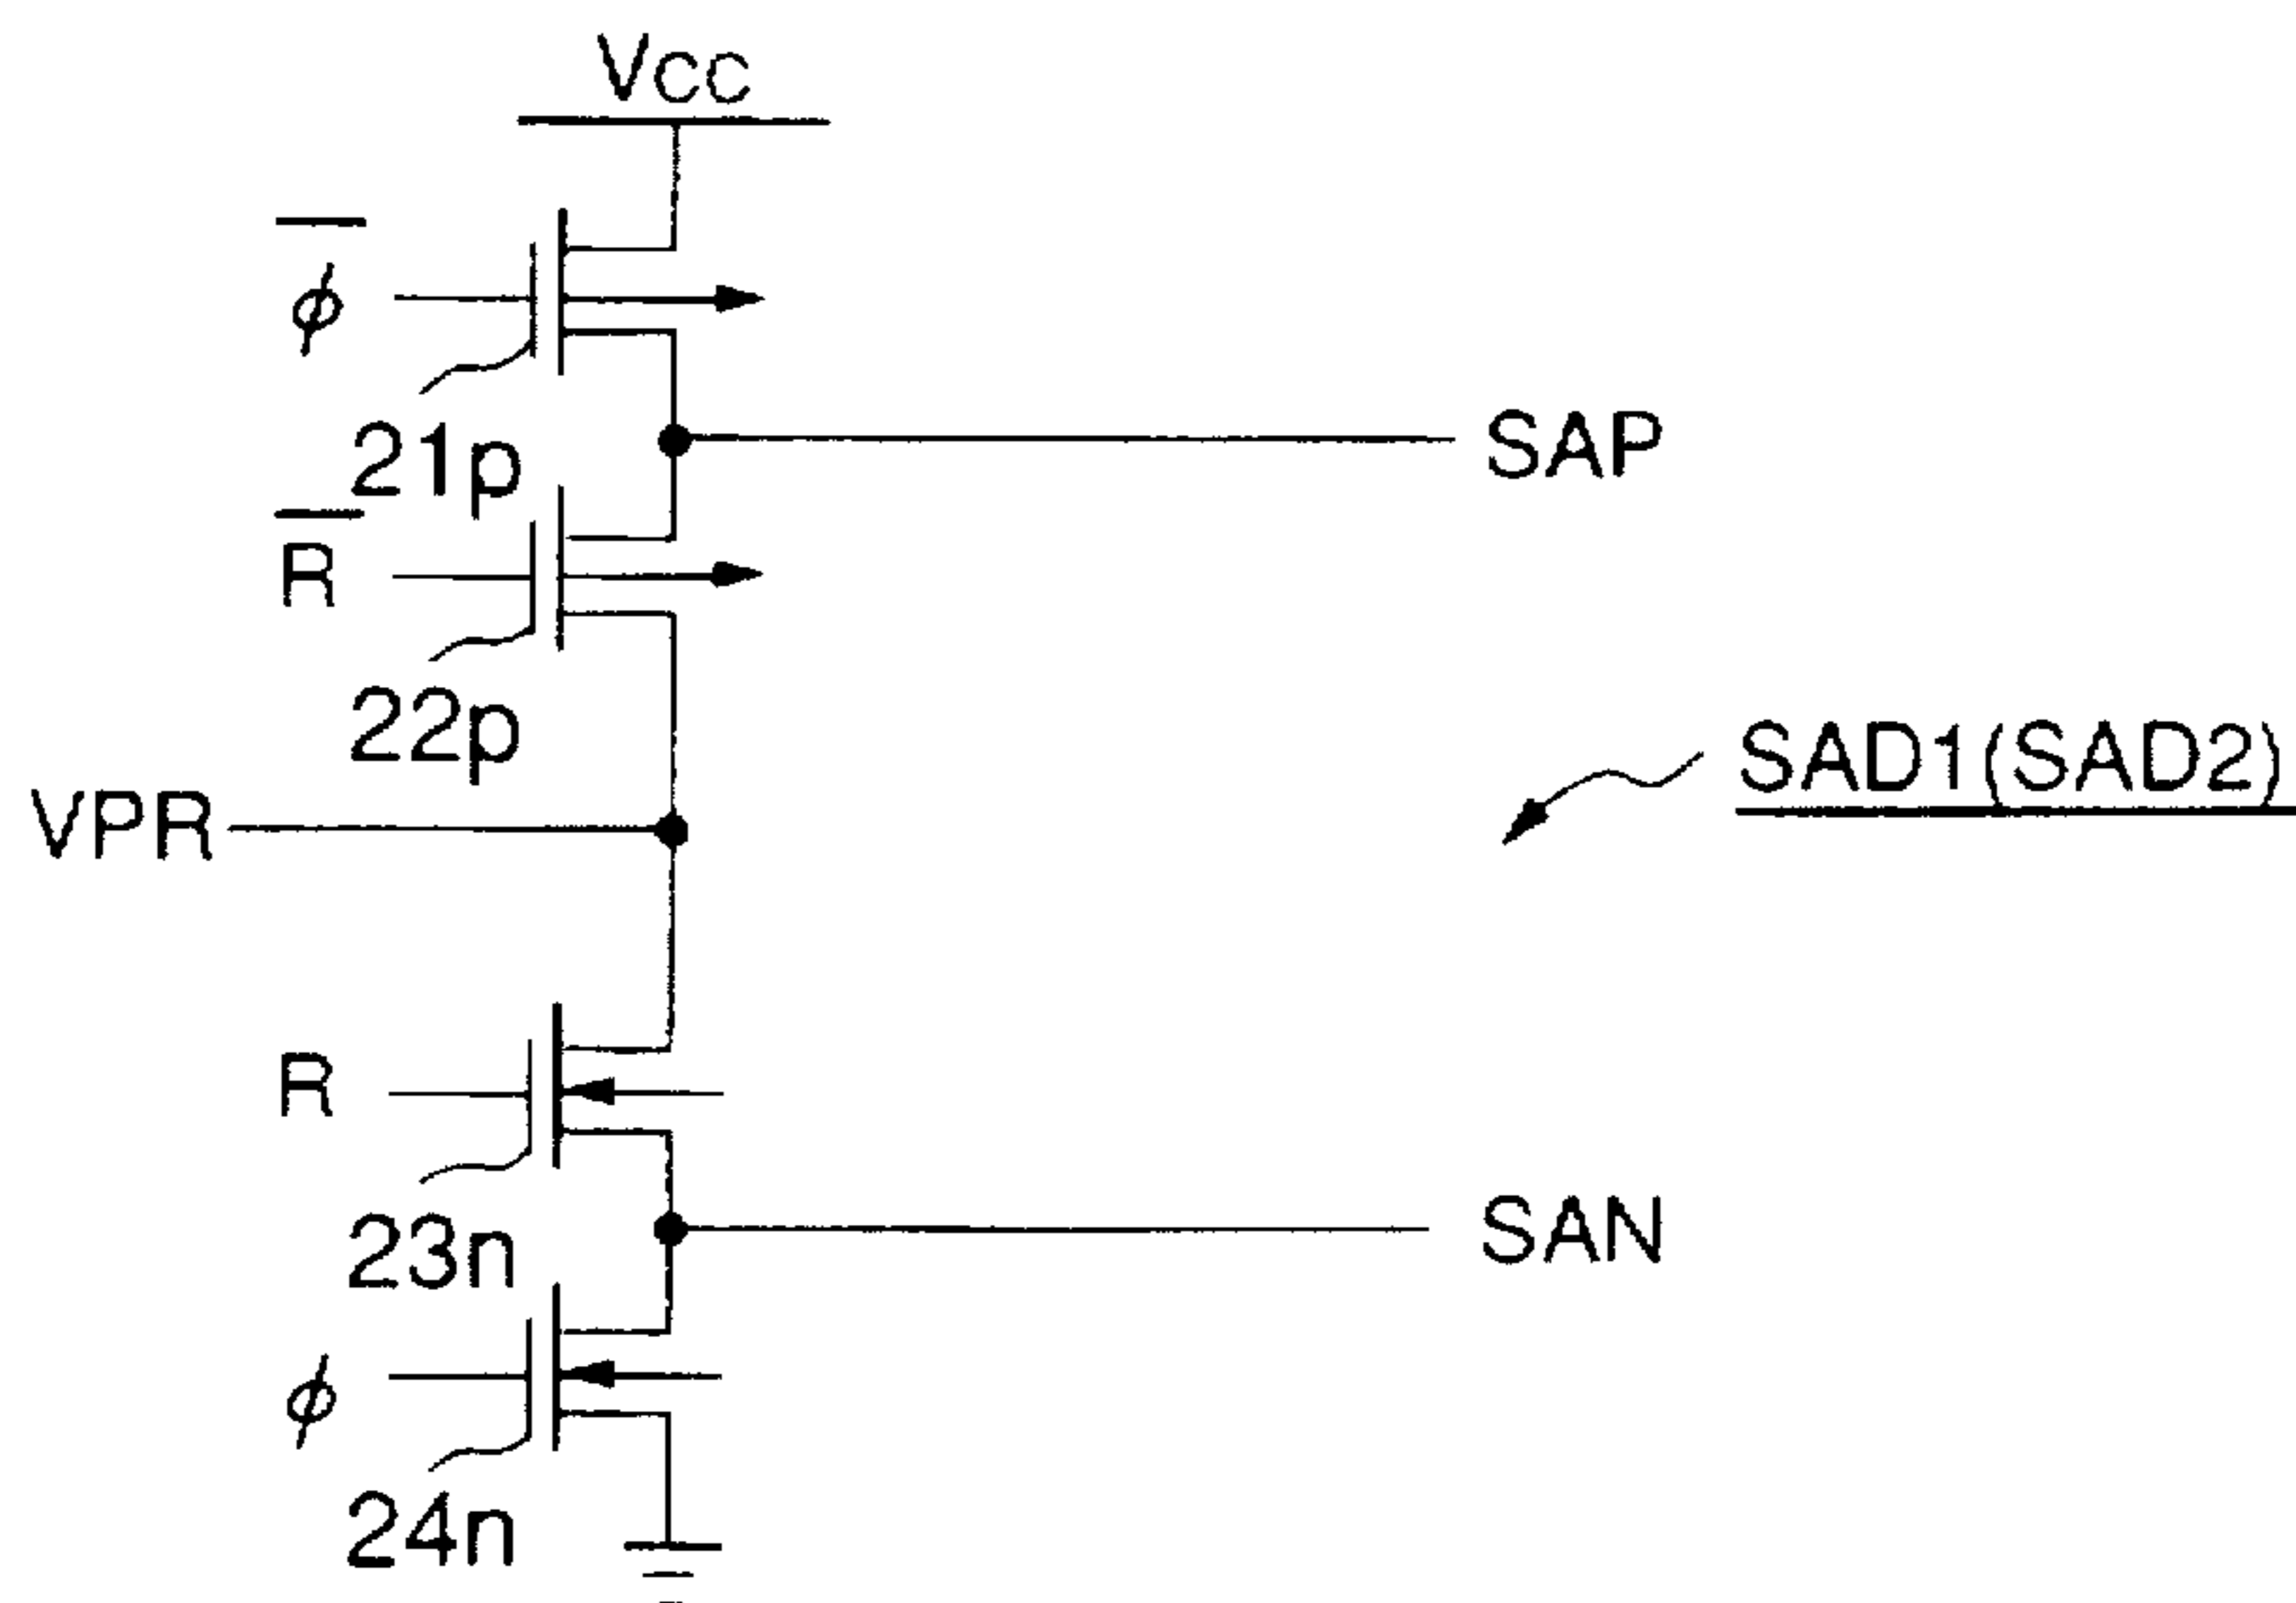 Vcc
ϕ̅
21p
SAP
R̅
22p
SAD1(SAD2)
VPR
R
23n
SAN
ϕ
24n